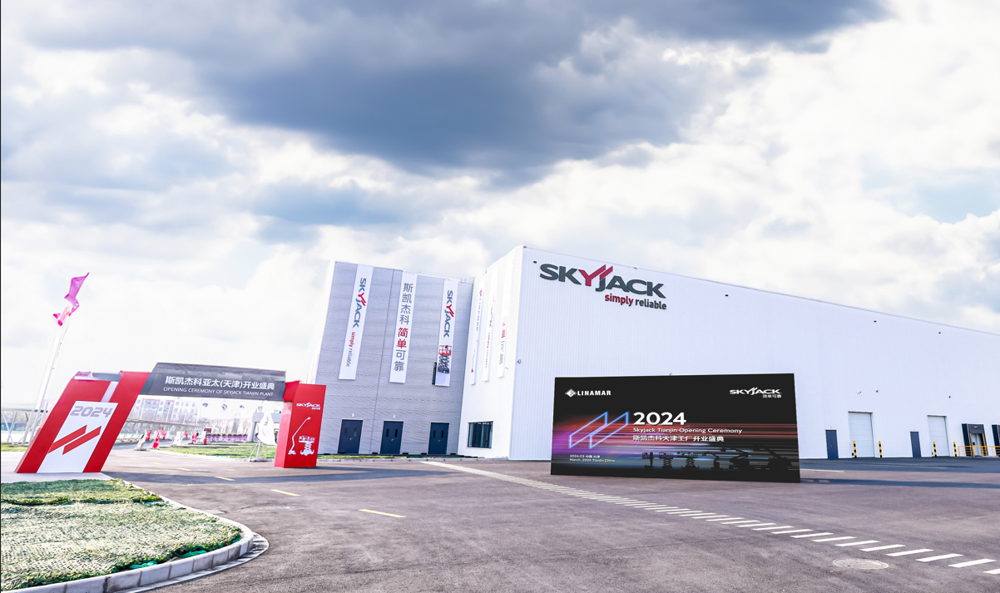 SKYJACK
simply reliable
SKYJACK simply reliable
斯凯杰科 简单可靠
SKYJACK
斯凯杰科亚太(天津)开业盛典
OPENING CEREMONY OF SKYJACK TIANJIN PLANT
2024
SKYJACK
LINAMAR
SKYJACK
简单可靠
2024
Skyjack Tianjin Opening Ceremony
斯凯杰科天津工厂开业盛典
2024.03 中国 天津
March, 2024 Tianjin China